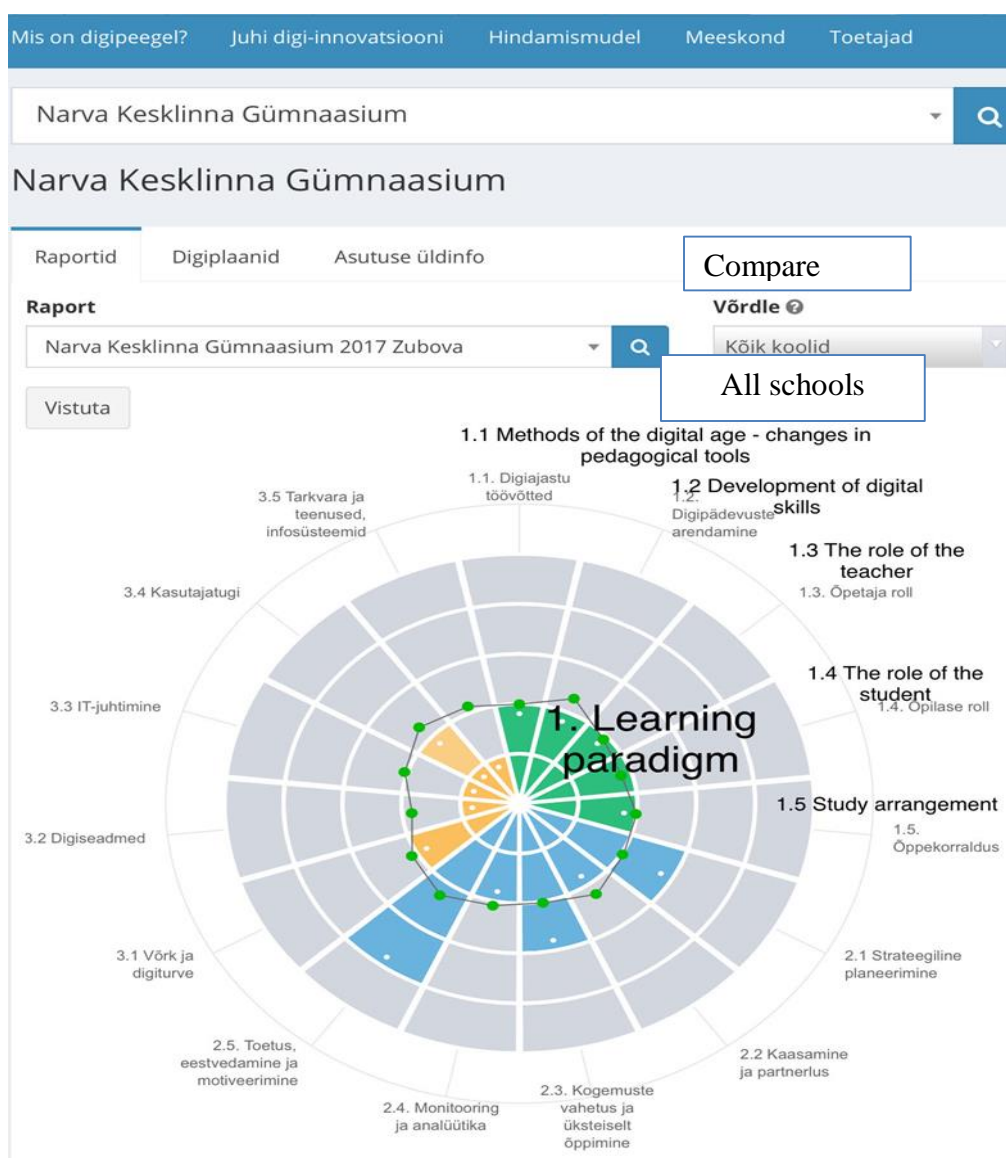 Mis on digipeegel? Juhi digi-innovatsiooni Hindamismudel Meeskond Toetajad
Narva Kesklinna Gümnaasium
Narva Kesklinna Gümnaasium
Raportid Digiplaanid Asutuse üldinfo
Compare
Raport
Võrdle
Narva Kesklinna Gümnaasium 2017 Zubova
Kõik koolid
All schools
Vistuta
1.1 Methods of the digital age - changes in
pedagogical tools
1.1. Digiajastu
töövõtted
1.2 Development of digital
skills
1.2.
Digipädevuste
arendamine
1.3 The role of the
teacher
1.3. Õpetaja roll
1.4 The role of the
student
1.4. Õpilase roll
1. Learning
paradigm
1.5 Study arrangement
1.5.
Õppekorraldus
2.1 Strateegiline
planeerimine
2.2 Kaasamine
ja partnerlus
2.3. Kogemuste
vahetus ja
üksteiselt
õppimine
2.4. Monitooring
ja analüütika
2.5. Toetus,
eestvedamine ja
motiveerimine
3.1 Võrk ja
digiturve
3.2 Digiseadmed
3.3 IT-juhtimine
3.4 Kasutajatugi
3.5 Tarkvara ja
teenused,
infosüsteemid